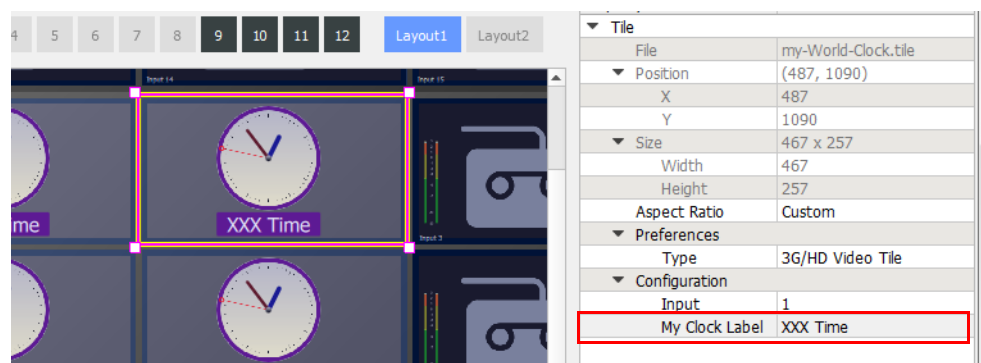 4 5 6 7 8 9 10 11 12 Layout1 Layout2
Input 14 Input 15
me XXX Time Input 3
Tile
File my-World-Clock.tile
Position (487, 1090)
X 487
Y 1090
Size 467 x 257
Width 467
Height 257
Aspect Ratio Custom
Preferences
Type 3G/HD Video Tile
Configuration
Input 1
My Clock Label XXX Time